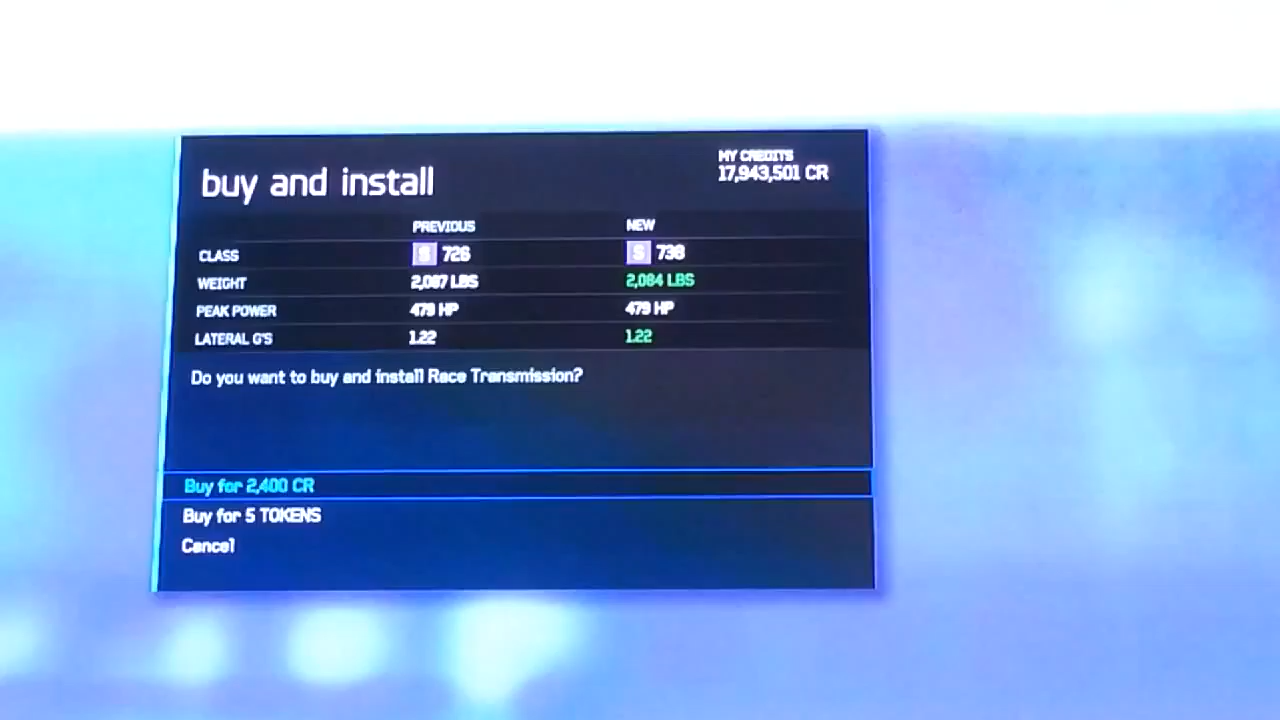 buy and install
MY CREDITS
17,943,501 CR
PREVIOUS NEW
CLASS S 726 S 738
WEIGHT 2,087 LBS 2,084 LBS
PEAK POWER 479 HP 479 HP
LATERAL G'S 1.22 1.22
Do you want to buy and install Race Transmission?
Buy for 2,400 CR
Buy for 5 TOKENS
Cancel